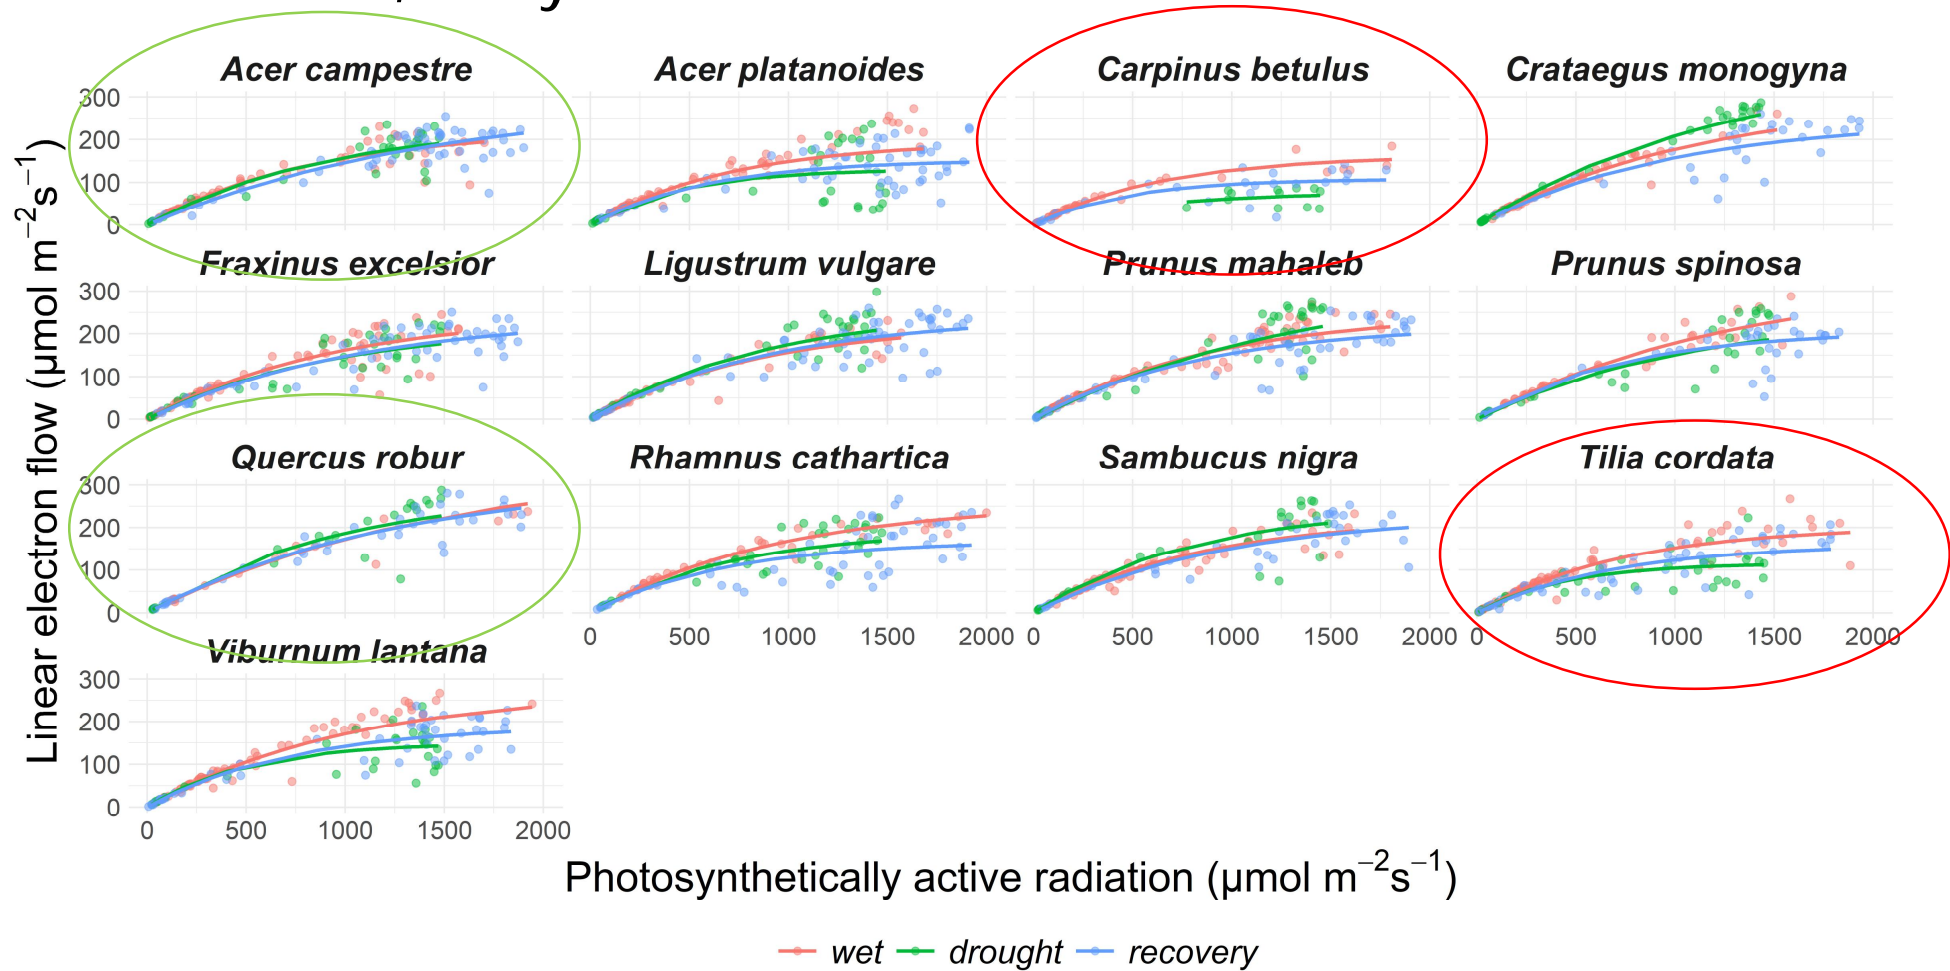 Acer campestre
Acer platanoides
Carpinus betulus
Crataegus monogyna
300
200
100
0
Fraxinus excelsior
Ligustrum vulgare
Prunus mahaleb
Prunus spinosa
300
200
100
0
Quercus robur
Rhamnus cathartica
Sambucus nigra
Tilia cordata
300
200
100
0
0 500 1000 1500 2000
0 500 1000 1500 2000
0 500 1000 1500 2000
Viburnum lantana
300
200
100
0
0 500 1000 1500 2000
Linear electron flow (µmol m⁻²s⁻¹)
Photosynthetically active radiation (µmol m⁻²s⁻¹)
wet drought recovery